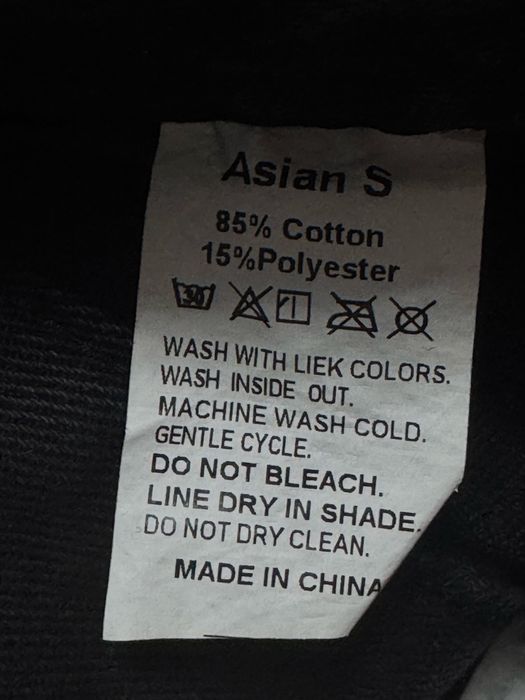 Asian S
85% Cotton
15%Polyester
30
WASH WITH LIEK COLORS.
WASH INSIDE OUT.
MACHINE WASH COLD.
GENTLE CYCLE.
DO NOT BLEACH.
LINE DRY IN SHADE.
DO NOT DRY CLEAN.
MADE IN CHINA